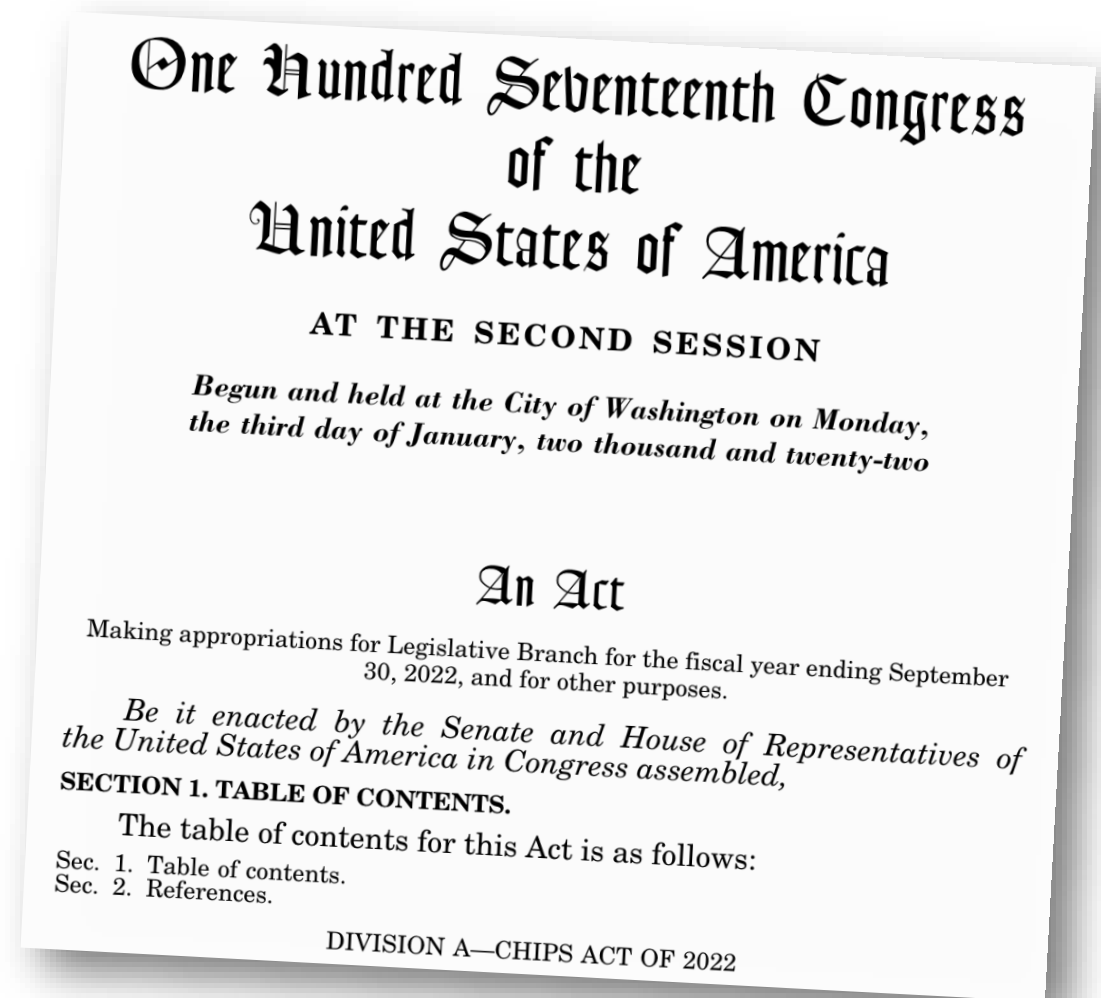 One Hundred Seventeenth Congress
of the
United States of America
AT THE SECOND SESSION
Begun and held at the City of Washington on Monday,
the third day of January, two thousand and twenty-two
An Act
Making appropriations for Legislative Branch for the fiscal year ending September
30, 2022, and for other purposes.
Be it enacted by the Senate and House of Representatives of
the United States of America in Congress assembled,
SECTION 1. TABLE OF CONTENTS.
The table of contents for this Act is as follows:
Sec. 1. Table of contents.
Sec. 2. References.
DIVISION A—CHIPS ACT OF 2022